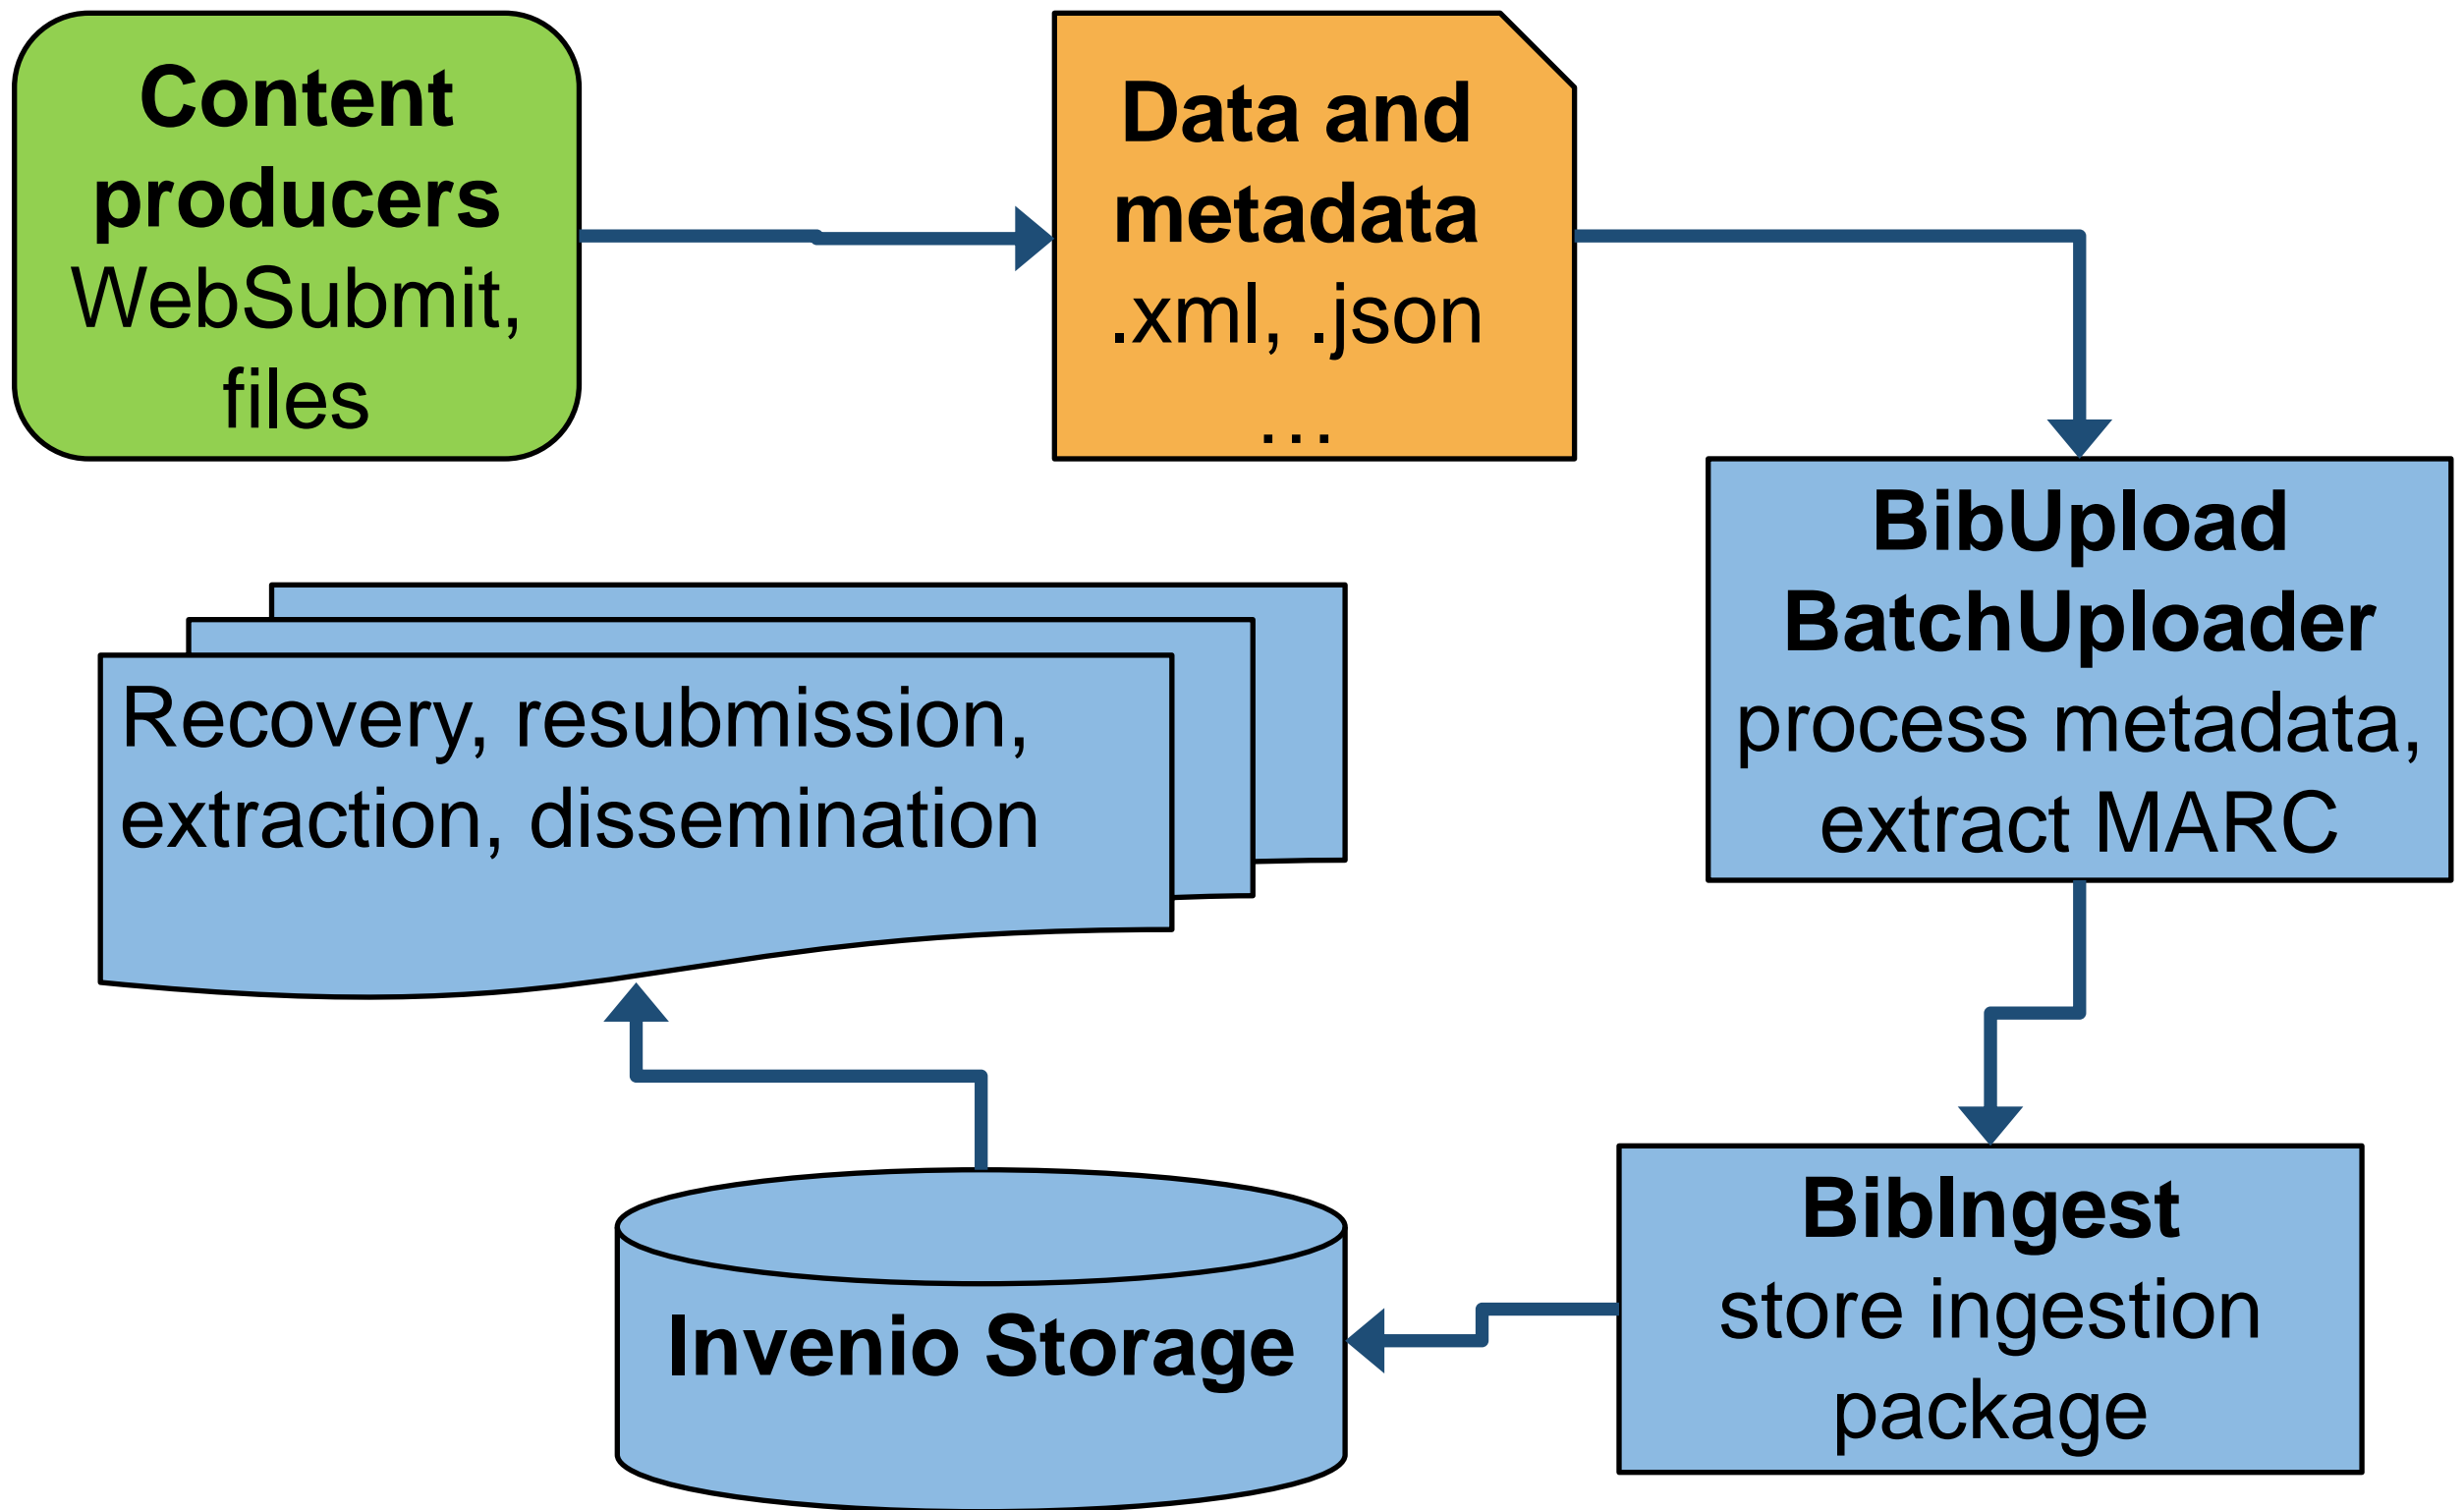 Content
producers
WebSubmit,
files
Data and
metadata
.xml, .json
...
BibUpload
BatchUploader
process metadata,
extract MARC
Recovery, resubmission,
extraction, dissemination
BibIngest
store ingestion
package
Invenio Storage